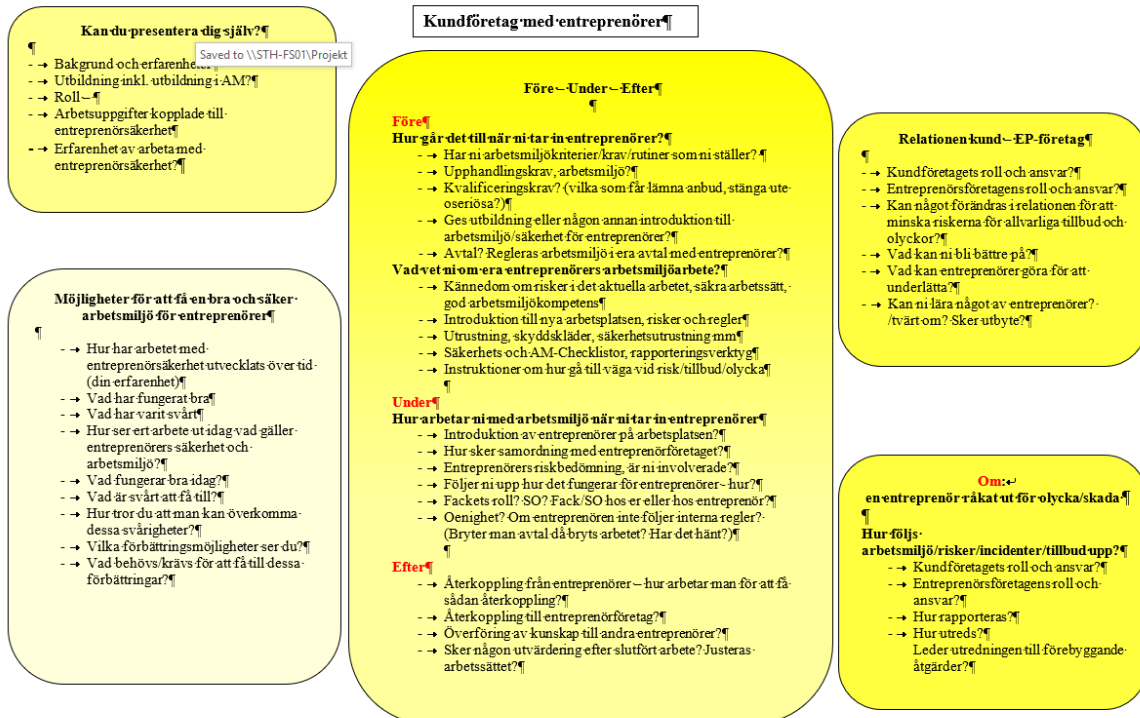 Kundföretag med entreprenörer¶
Kan du presentera dig själv?¶
¶
Saved to \\STH-FS01\Projekt
- → Bakgrund och erfarenheter¶
- → Utbildning inkl. utbildning i AM?¶
- → Roll – ¶
- → Arbetsuppgifter kopplade till
entreprenörsäkerhet¶
- → Erfarenhet av arbeta med
entreprenörsäkerhet?¶
Möjligheter för att få en bra och säker
arbetsmiljö för entreprenörer¶
¶
- → Hur har arbetet med
entreprenörsäkerhet utvecklats över tid
(din erfarenhet)¶
- → Vad har fungerat bra¶
- → Vad har varit svårt¶
- → Hur ser ert arbete ut idag vad gäller
entreprenörers säkerhet och
arbetsmiljö?¶
- → Vad fungerar bra idag?¶
- → Vad är svårt att få till?¶
- → Hur tror du att man kan överkomma
dessa svårigheter?¶
- → Vilka förbättringsmöjligheter ser du?¶
- → Vad behövs/krävs för att få till dessa
förbättringar?¶
Före – Under – Efter¶
¶
Före¶
Hur går det till när ni tar in entreprenörer?¶
- → Har ni arbetsmiljökriterier/krav/rutiner som ni ställer? ¶
- → Upphandlingskrav, arbetsmiljö?¶
- → Kvalificeringskrav? (vilka som får lämna anbud, stänga ute
oseriösa?)¶
- → Ges utbildning eller någon annan introduktion till
arbetsmiljö/säkerhet för entreprenörer?¶
- → Avtal? Regleras arbetsmiljö i era avtal med entreprenörer?¶
Vad vet ni om era entreprenörers arbetsmiljöarbete?¶
- → Kännedom om risker i det aktuella arbetet, säkra arbetssätt,
god arbetsmiljökompetens¶
- → Introduktion till nya arbetsplatsen, risker och regler¶
- → Utrustning, skyddskläder, säkerhetsutrustning mm¶
- → Säkerhets och AM-Checklistor, rapporteringsverktyg¶
- → Instruktioner om hur gå till väga vid risk/tillbud/olycka¶
¶
Under¶
Hur arbetar ni med arbetsmiljö när ni tar in entreprenörer¶
- → Introduktion av entreprenörer på arbetsplatsen?¶
- → Hur sker samordning med entreprenörföretaget?¶
- → Entreprenörers riskbedömning, är ni involverade?¶
- → Följer ni upp hur det fungerar för entreprenörer – hur?¶
- → Fackets roll? SO? Fack/SO hos er eller hos entreprenör?¶
- → Oenighet? Om entreprenören inte följer interna regler?
(Bryter man avtal då bryts arbetet? Har det hänt?)¶
¶
Efter¶
- → Återkoppling från entreprenörer – hur arbetar man för att få
sådan återkoppling?¶
- → Återkoppling till entreprenörföretag?¶
- → Överföring av kunskap till andra entreprenörer?¶
- → Sker någon utvärdering efter slutfört arbete? Justeras
arbetssättet?¶
Relationen kund – EP-företag¶
¶
- → Kundföretagets roll och ansvar?¶
- → Entreprenörsföretagens roll och ansvar?¶
- → Kan något förändras i relationen för att
minska riskerna för allvarliga tillbud och
olyckor?¶
- → Vad kan ni bli bättre på?¶
- → Vad kan entreprenörer göra för att
underlätta?¶
- → Kan ni lära något av entreprenörer?
/tvärt om? Sker utbyte?¶
Om:↵
en entreprenör råkat ut för olycka/skada¶
¶
Hur följs
arbetsmiljö/risker/incidenter/tillbud upp?¶
- → Kundföretagets roll och ansvar?¶
- → Entreprenörsföretagens roll och
ansvar?¶
- → Hur rapporteras?¶
- → Hur utreds?¶
Leder utredningen till förebyggande
åtgärder?¶